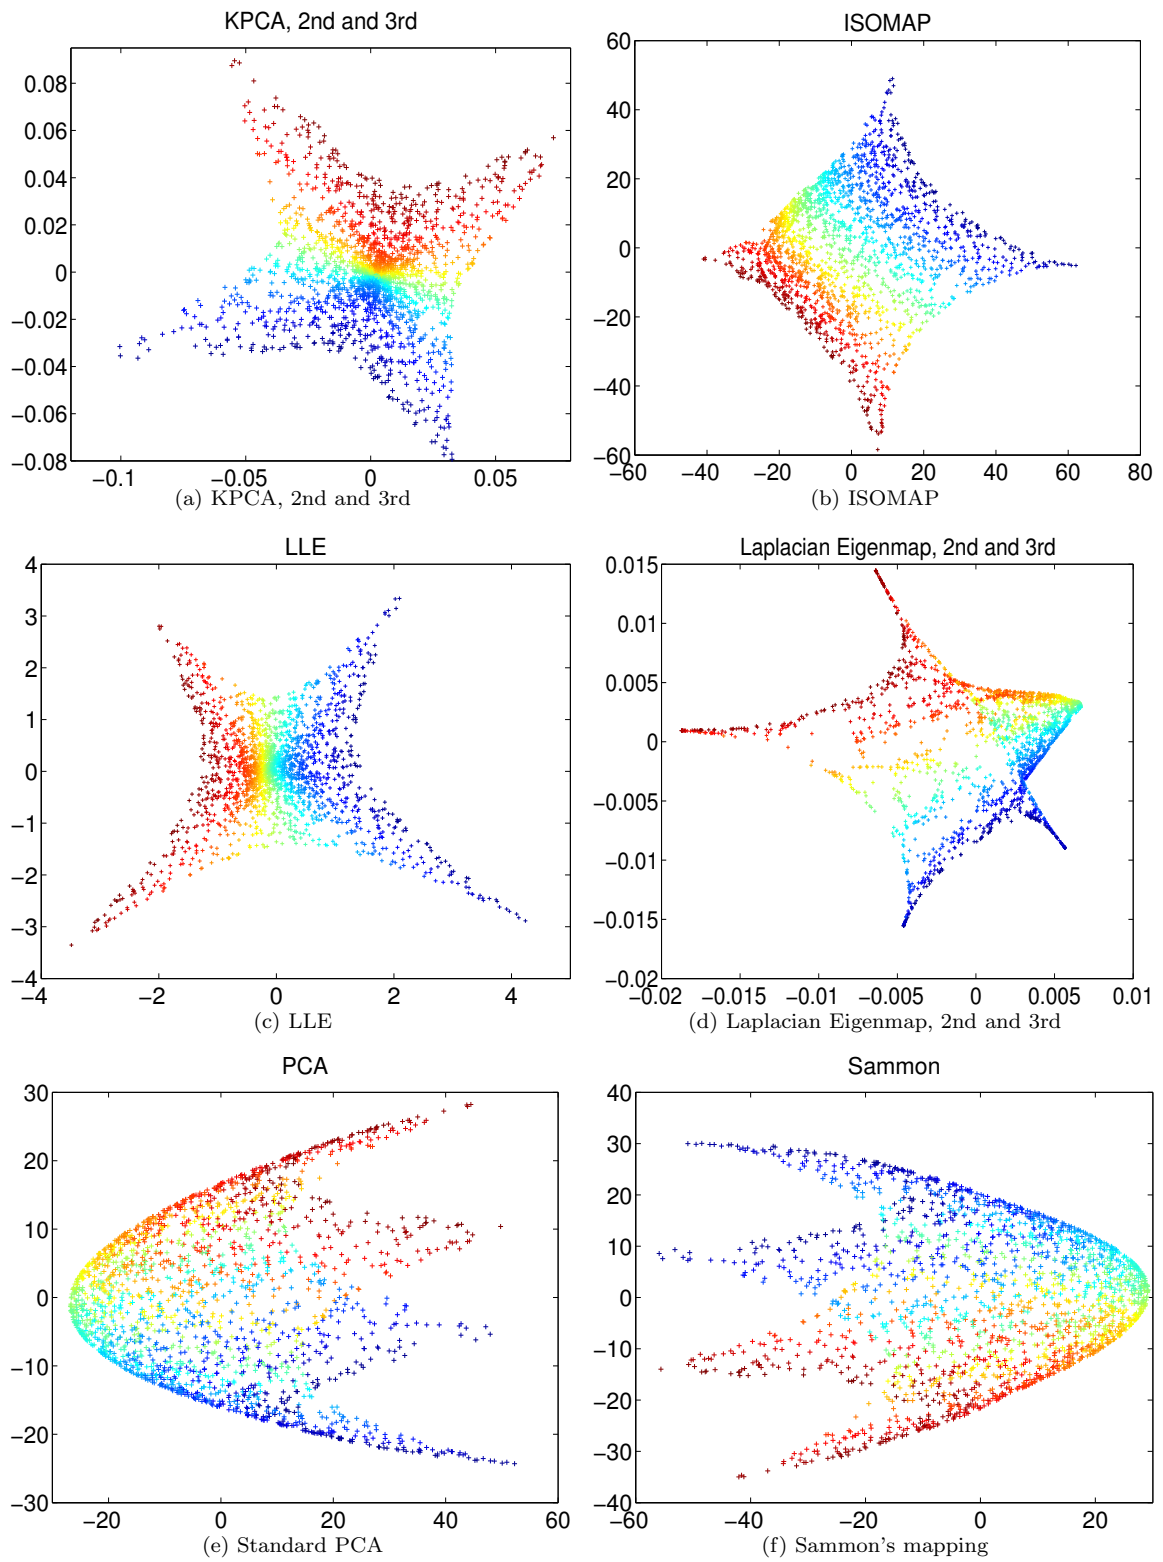 KPCA, 2nd and 3rd
0.08
0.06
0.04
0.02
0
−0.02
−0.04
−0.06
−0.08
−0.1 −0.05 0 0.05
(a) KPCA, 2nd and 3rd
ISOMAP
60
40
20
0
−20
−40
−60
−60 −40 −20 0 20 40 60 80
(b) ISOMAP
LLE
4
3
2
1
0
−1
−2
−3
−4
−4 −2 0 2 4
(c) LLE
Laplacian Eigenmap, 2nd and 3rd
0.015
0.01
0.005
0
−0.005
−0.01
−0.015
−0.02
−0.02 −0.015 −0.01 −0.005 0 0.005 0.01
(d) Laplacian Eigenmap, 2nd and 3rd
PCA
30
20
10
0
−10
−20
−30
−20 0 20 40 60
(e) Standard PCA
Sammon
40
30
20
10
0
−10
−20
−30
−40
−60 −40 −20 0 20
(f) Sammon's mapping